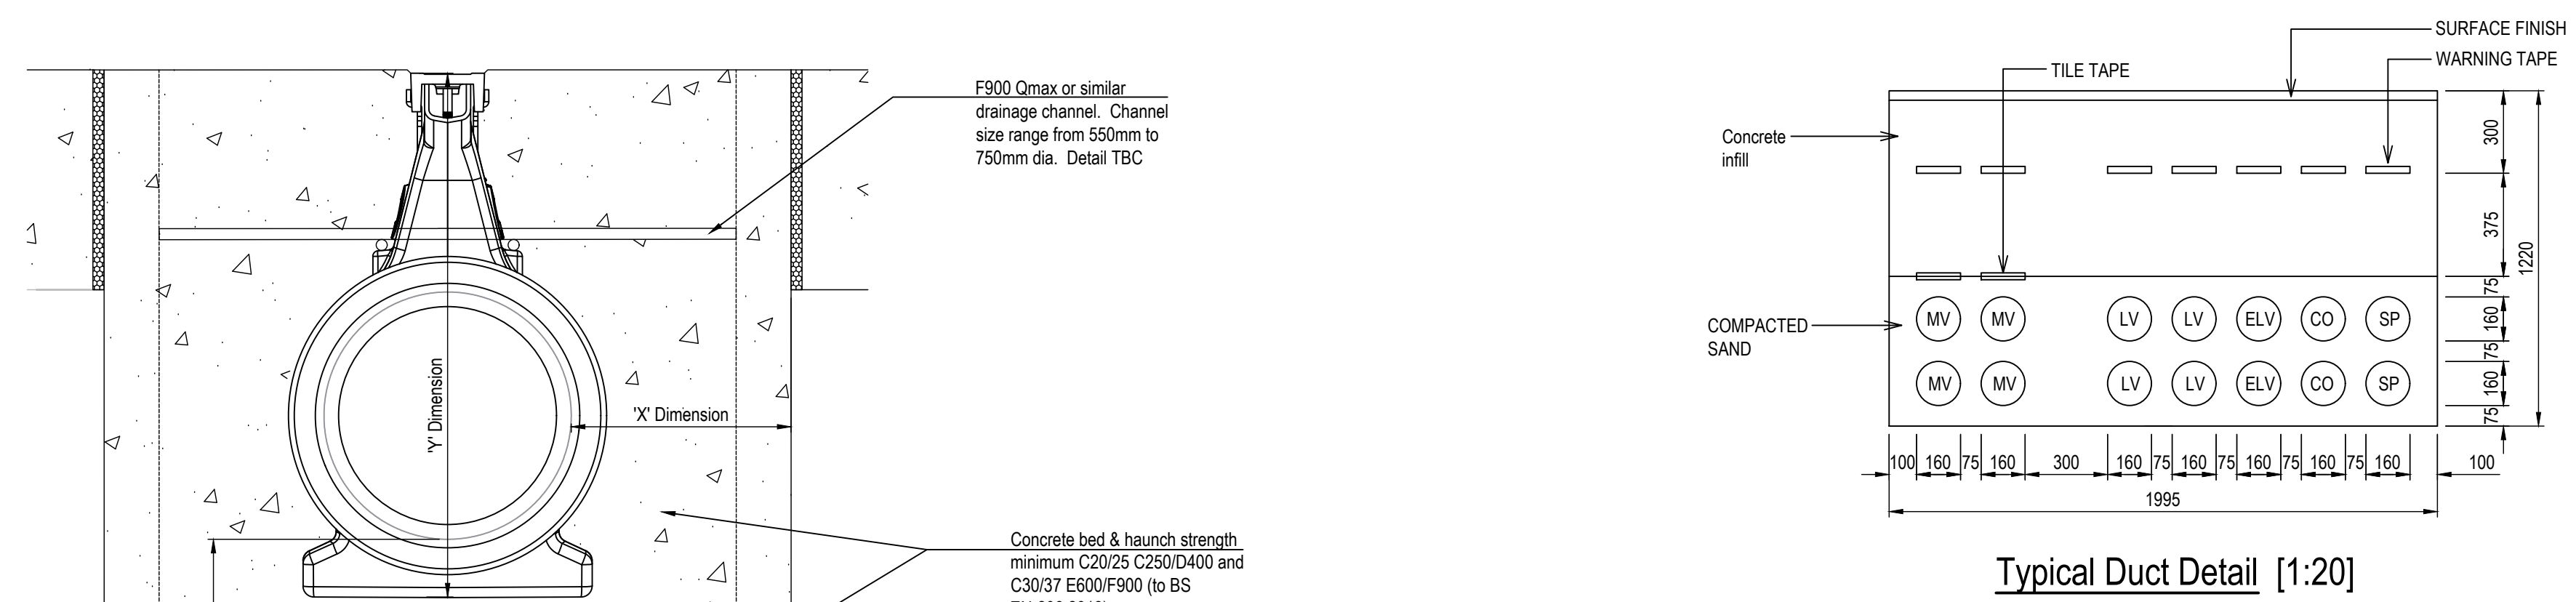 F900 Qmax or similar
drainage channel. Channel
size range from 550mm to
750mm dia. Detail TBC
'Y' Dimension
'X' Dimension
Concrete bed & haunch strength
minimum C20/25 C250/D400 and
C30/37 E600/F900 (to BS
SURFACE FINISH
WARNING TAPE
TILE TAPE
Concrete
infill
COMPACTED
SAND
MV MV LV LV ELV CO SP
MV MV LV LV ELV CO SP
300
375
75
160
75
160
75
1220
100 160 75 160 300 160 75 160 75 160 75 160 75 160 100
1995
Typical Duct Detail [1:20]